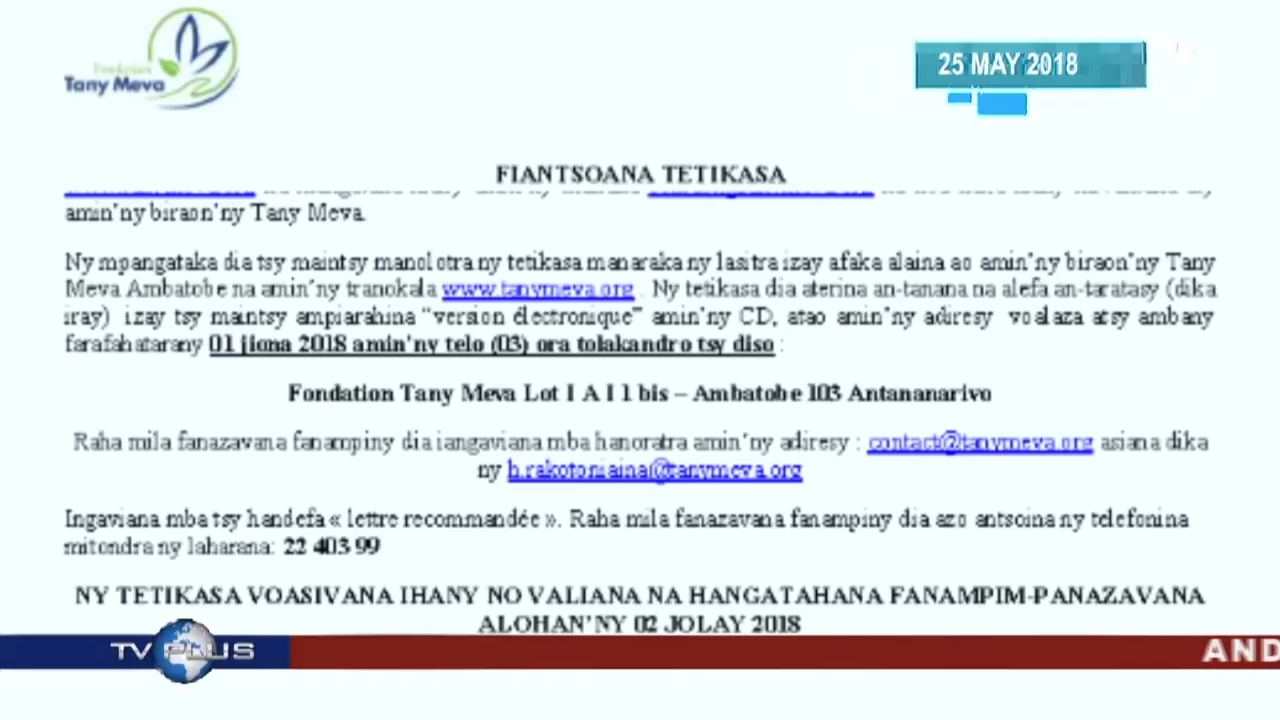 Fondation
Tany Meva
25 MAY 2018
FIANTSOANA TETIKASA
amin'ny biraon'ny Tany Meva.
Ny mpangataka dia tsy maintsy manolotra ny tetikasa manaraka ny lasitra izay afaka alaina ao amin'ny biraon'ny Tany
Meva Ambatobe na amin'ny tranokala www.tanymeva.org . Ny tetikasa dia aterina an-tanana na alefa an-taratasy (dika
iray) izay tsy maintsy ampiarahina “version électronique” amin'ny CD, atao amin'ny adiresy voalaza atsy ambany
farafahatarany 01 jiona 2018 amin'ny telo (03) ora tolakandro tsy diso :
Fondation Tany Meva Lot I A I 1 bis – Ambatobe 103 Antananarivo
Raha mila fanazavana fanampiny dia iangaviana mba hanoratra amin'ny adiresy : contact@tanymeva.org asiana dika
ny h.rakotoniaina@tanymeva.org
Ingaviana mba tsy handefa « lettre recommandée ». Raha mila fanazavana fanampiny dia azo antsoina ny telefonina
mitondra ny laharana: 22 403 99
NY TETIKASA VOASIVANA IHANY NO VALIANA NA HANGATAHANA FANAMPIM-PANAZAVANA
ALOHAN'NY 02 JOLAY 2018
TV PLUS
AND